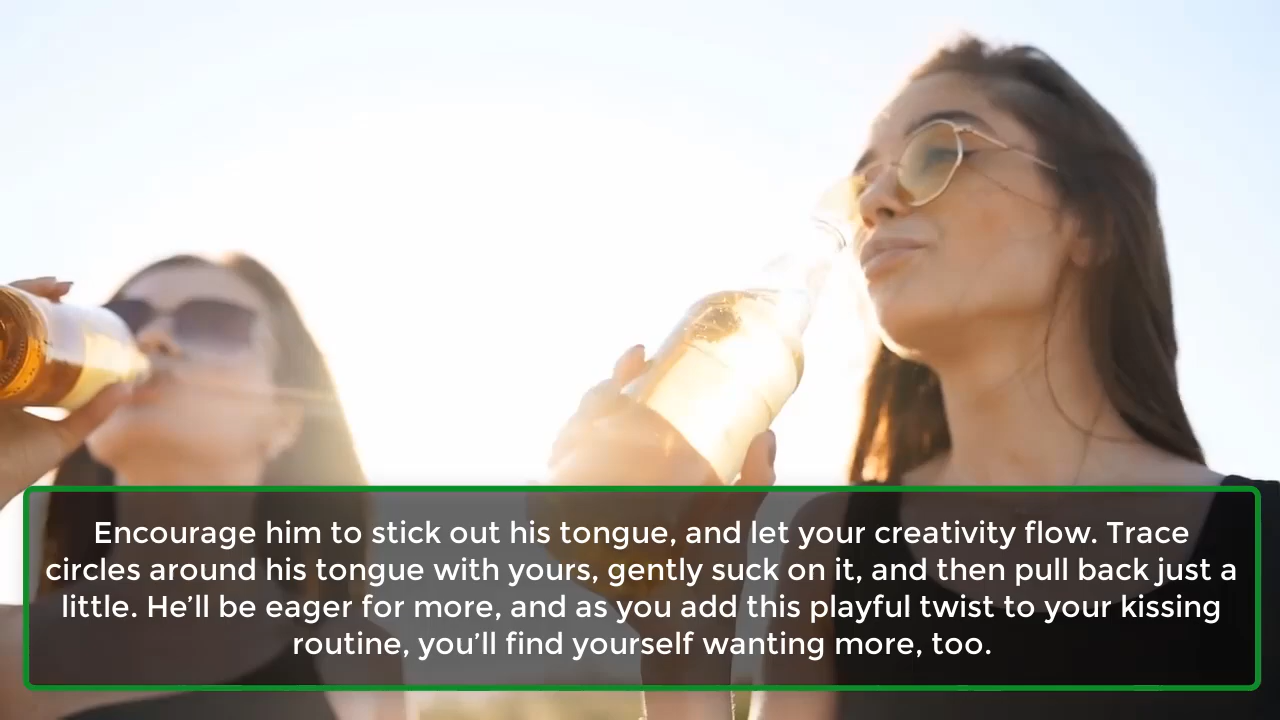 Encourage him to stick out his tongue, and let your creativity flow. Trace
circles around his tongue with yours, gently suck on it, and then pull back just a
little. He’ll be eager for more, and as you add this playful twist to your kissing
routine, you’ll find yourself wanting more, too.